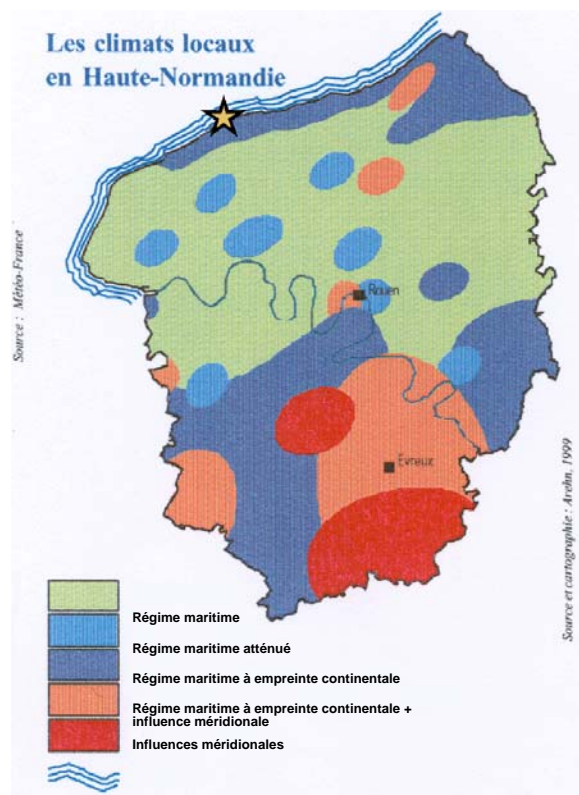 Les climats locaux
en Haute-Normandie
Source : Météo-France
Rouen
Evreux
Source et cartographie : Arehn, 1999
Régime maritime
Régime maritime atténué
Régime maritime à empreinte continentale
Régime maritime à empreinte continentale +
influence méridionale
Influences méridionales